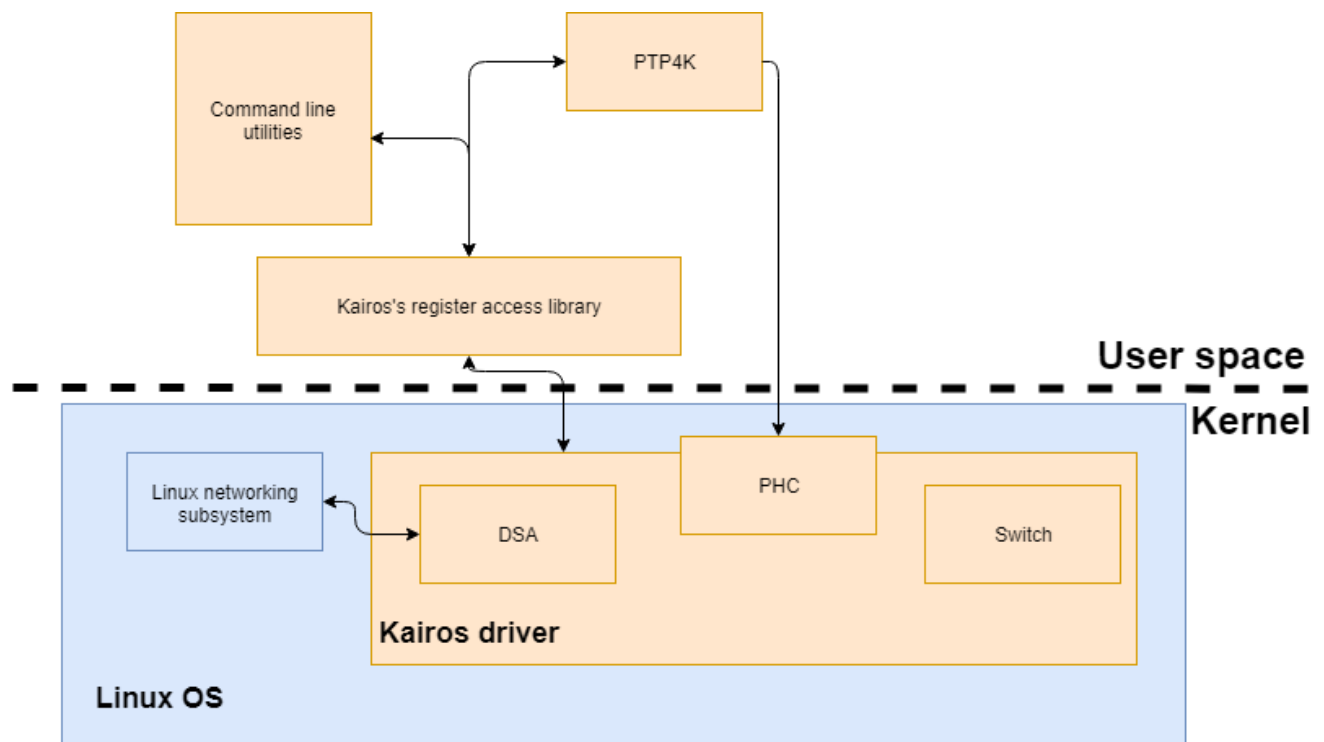 PTP4K
Command line
utilities
Kairos's register access library
User space
Kernel
Linux networking
subsystem
PHC
DSA
Switch
Kairos driver
Linux OS